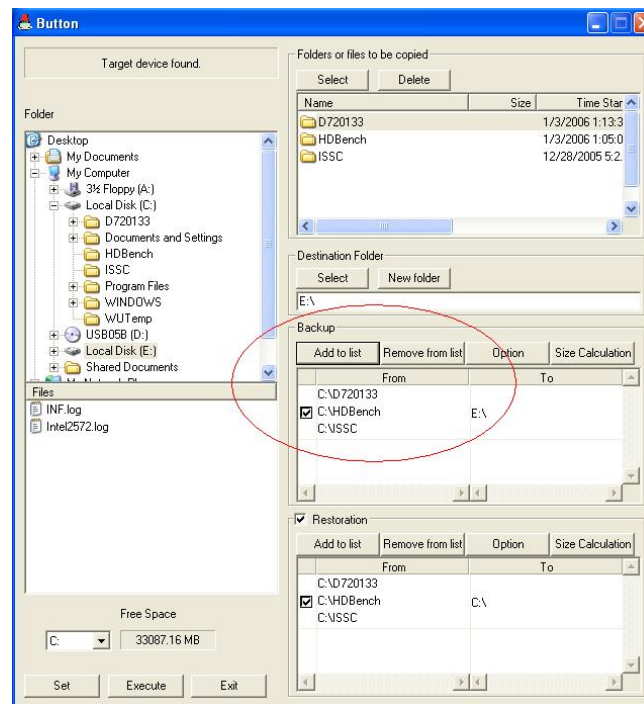 Button
Target device found.
Folder
Desktop
My Documents
My Computer
3½ Floppy (A:)
Local Disk (C:)
D720133
Documents and Settings
HDBench
ISSC
Program Files
WINDOWS
WUTemp
USB05B (D:)
Local Disk (E:)
Shared Documents
Files
INF.log
Intel2572.log
Free Space
C: 33087.16 MB
Set Execute Exit
Folders or files to be copied
Select Delete
Name Size Time Star
D720133 1/3/2006 1:13:3
HDBench 1/3/2006 1:05:0
ISSC 12/28/2005 5:2.
Destination Folder
Select New folder
E:\
Backup
Add to list Remove from list Option Size Calculation
From To
C:\D720133
C:\HDBench E:\
C:\ISSC
Restoration
Add to list Remove from list Option Size Calculation
From To
C:\D720133
C:\HDBench C:\
C:\ISSC